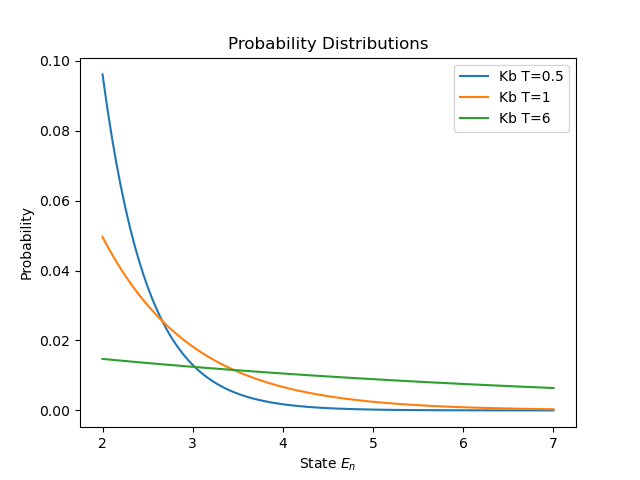 Probability Distributions
Kb T=0.5
Kb T=1
Kb T=6
Probability
0.10
0.08
0.06
0.04
0.02
0.00
2 3 4 5 6 7
State $E_n$